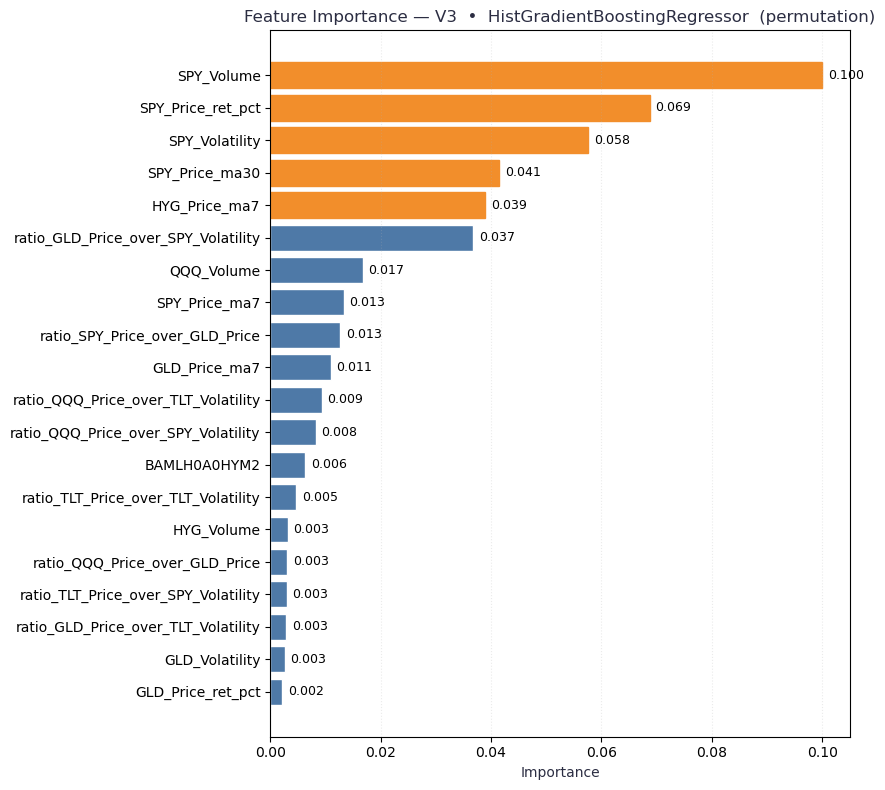 Feature Importance — V3 • HistGradientBoostingRegressor (permutation)
SPY_Volume 0.100
SPY_Price_ret_pct 0.069
SPY_Volatility 0.058
SPY_Price_ma30 0.041
HYG_Price_ma7 0.039
ratio_GLD_Price_over_SPY_Volatility 0.037
QQQ_Volume 0.017
SPY_Price_ma7 0.013
ratio_SPY_Price_over_GLD_Price 0.013
GLD_Price_ma7 0.011
ratio_QQQ_Price_over_TLT_Volatility 0.009
ratio_QQQ_Price_over_SPY_Volatility 0.008
BAMLH0A0HYM2 0.006
ratio_TLT_Price_over_TLT_Volatility 0.005
HYG_Volume 0.003
ratio_QQQ_Price_over_GLD_Price 0.003
ratio_TLT_Price_over_SPY_Volatility 0.003
ratio_GLD_Price_over_TLT_Volatility 0.003
GLD_Volatility 0.003
GLD_Price_ret_pct 0.002
0.00 0.02 0.04 0.06 0.08 0.10
Importance